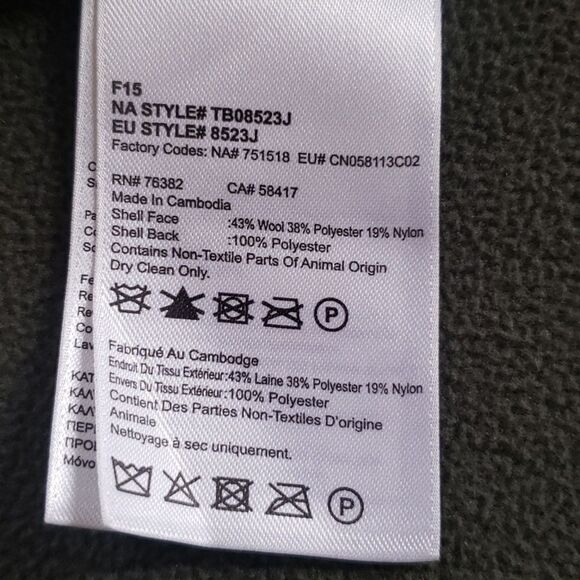 F15
NA STYLE# TB08523J
EU STYLE# 8523J
Factory Codes: NA# 751518 EU# CN058113C02
RN# 76382 CA# 58417
Made In Cambodia
Shell Face :43% Wool 38% Polyester 19% Nylon
Shell Back :100% Polyester
Contains Non-Textile Parts Of Animal Origin
Dry Clean Only.
P
Fabriqué Au Cambodge
Endroit Du Tissu Extérieur:43% Laine 38% Polyester 19% Nylon
Envers Du Tissu Extérieur:100% Polyester
Contient Des Parties Non-Textiles D'origine
Animale
Nettoyage à sec uniquement.
P